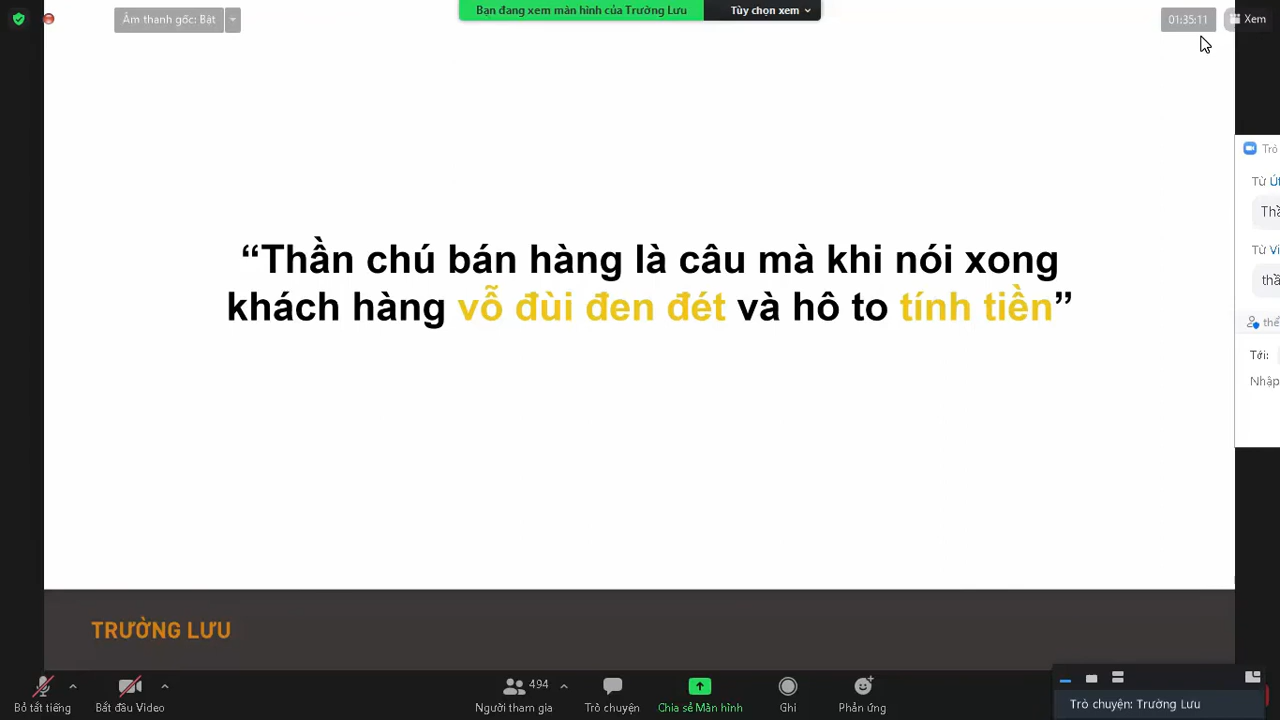 Âm thanh gốc: Bật
Bạn đang xem màn hình của Trường Lưu
Tùy chọn xem
01:35:11
Xem
“Thần chú bán hàng là câu mà khi nói xong
khách hàng vỗ đùi đen đét và hô to tính tiền”
Trò
Từ
Từ
Tới:
TRƯỜNG LƯU
Bỏ tắt tiếng
Bắt đầu Video
494
Người tham gia
Trò chuyện
Chia sẻ Màn hình
Ghi
Phản ứng
Trò chuyện: Trường Lưu